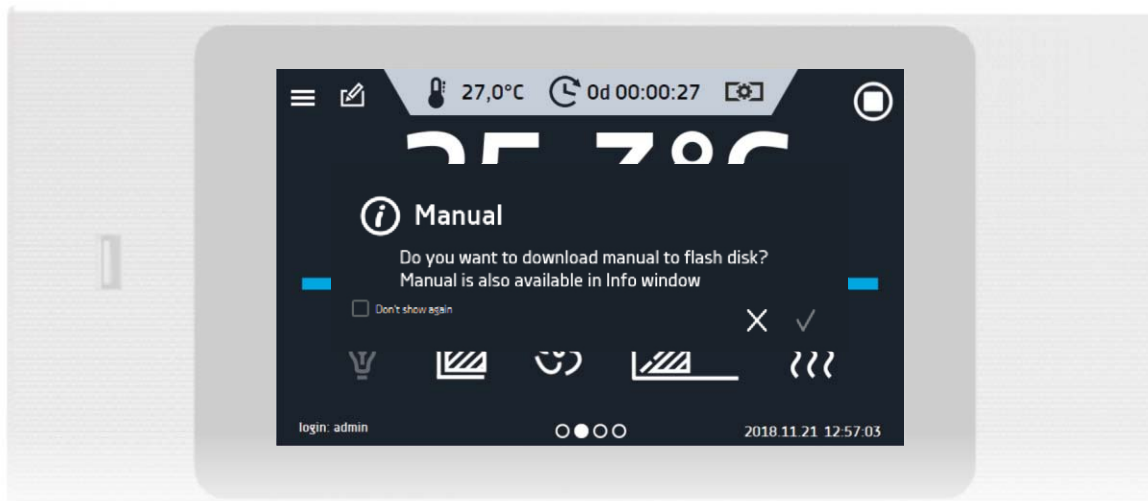 27,0°C 0d 00:00:27
Manual
Do you want to download manual to flash disk?
Manual is also available in Info window
Don't show again
login: admin
2018.11.21 12:57:03